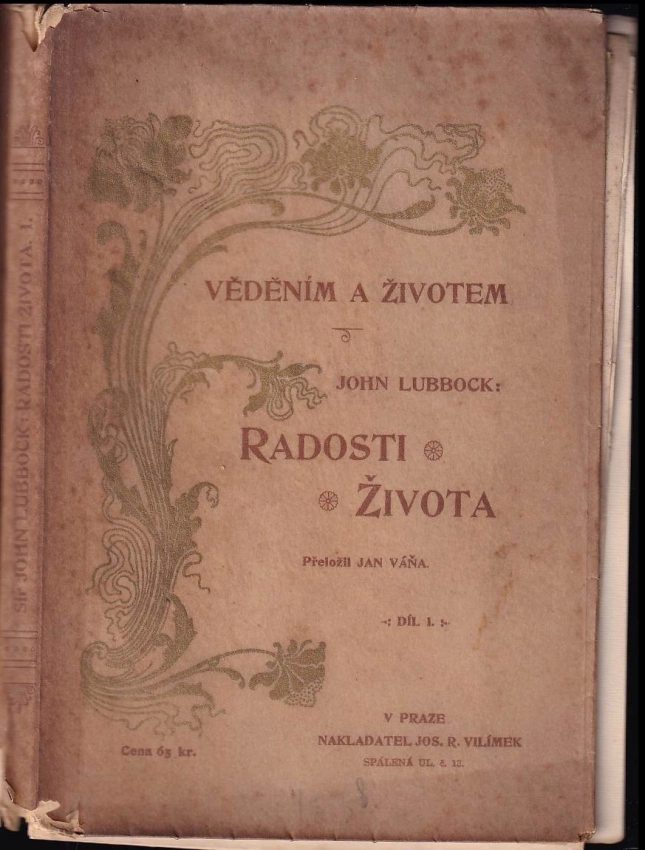 VĚDĚNÍM A ŽIVOTEM
JOHN LUBBOCK:
RADOSTI
ŽIVOTA
Přeložil JAN VÁŇA.
-: DÍL I. :-
V PRAZE
NAKLADATEL JOS. R. VILÍMEK
SPÁLENÁ UL. č. 13.
Cena 65 kr.
SIR JOHN LUBBOCK: RADOSTI ŽIVOTA. I.